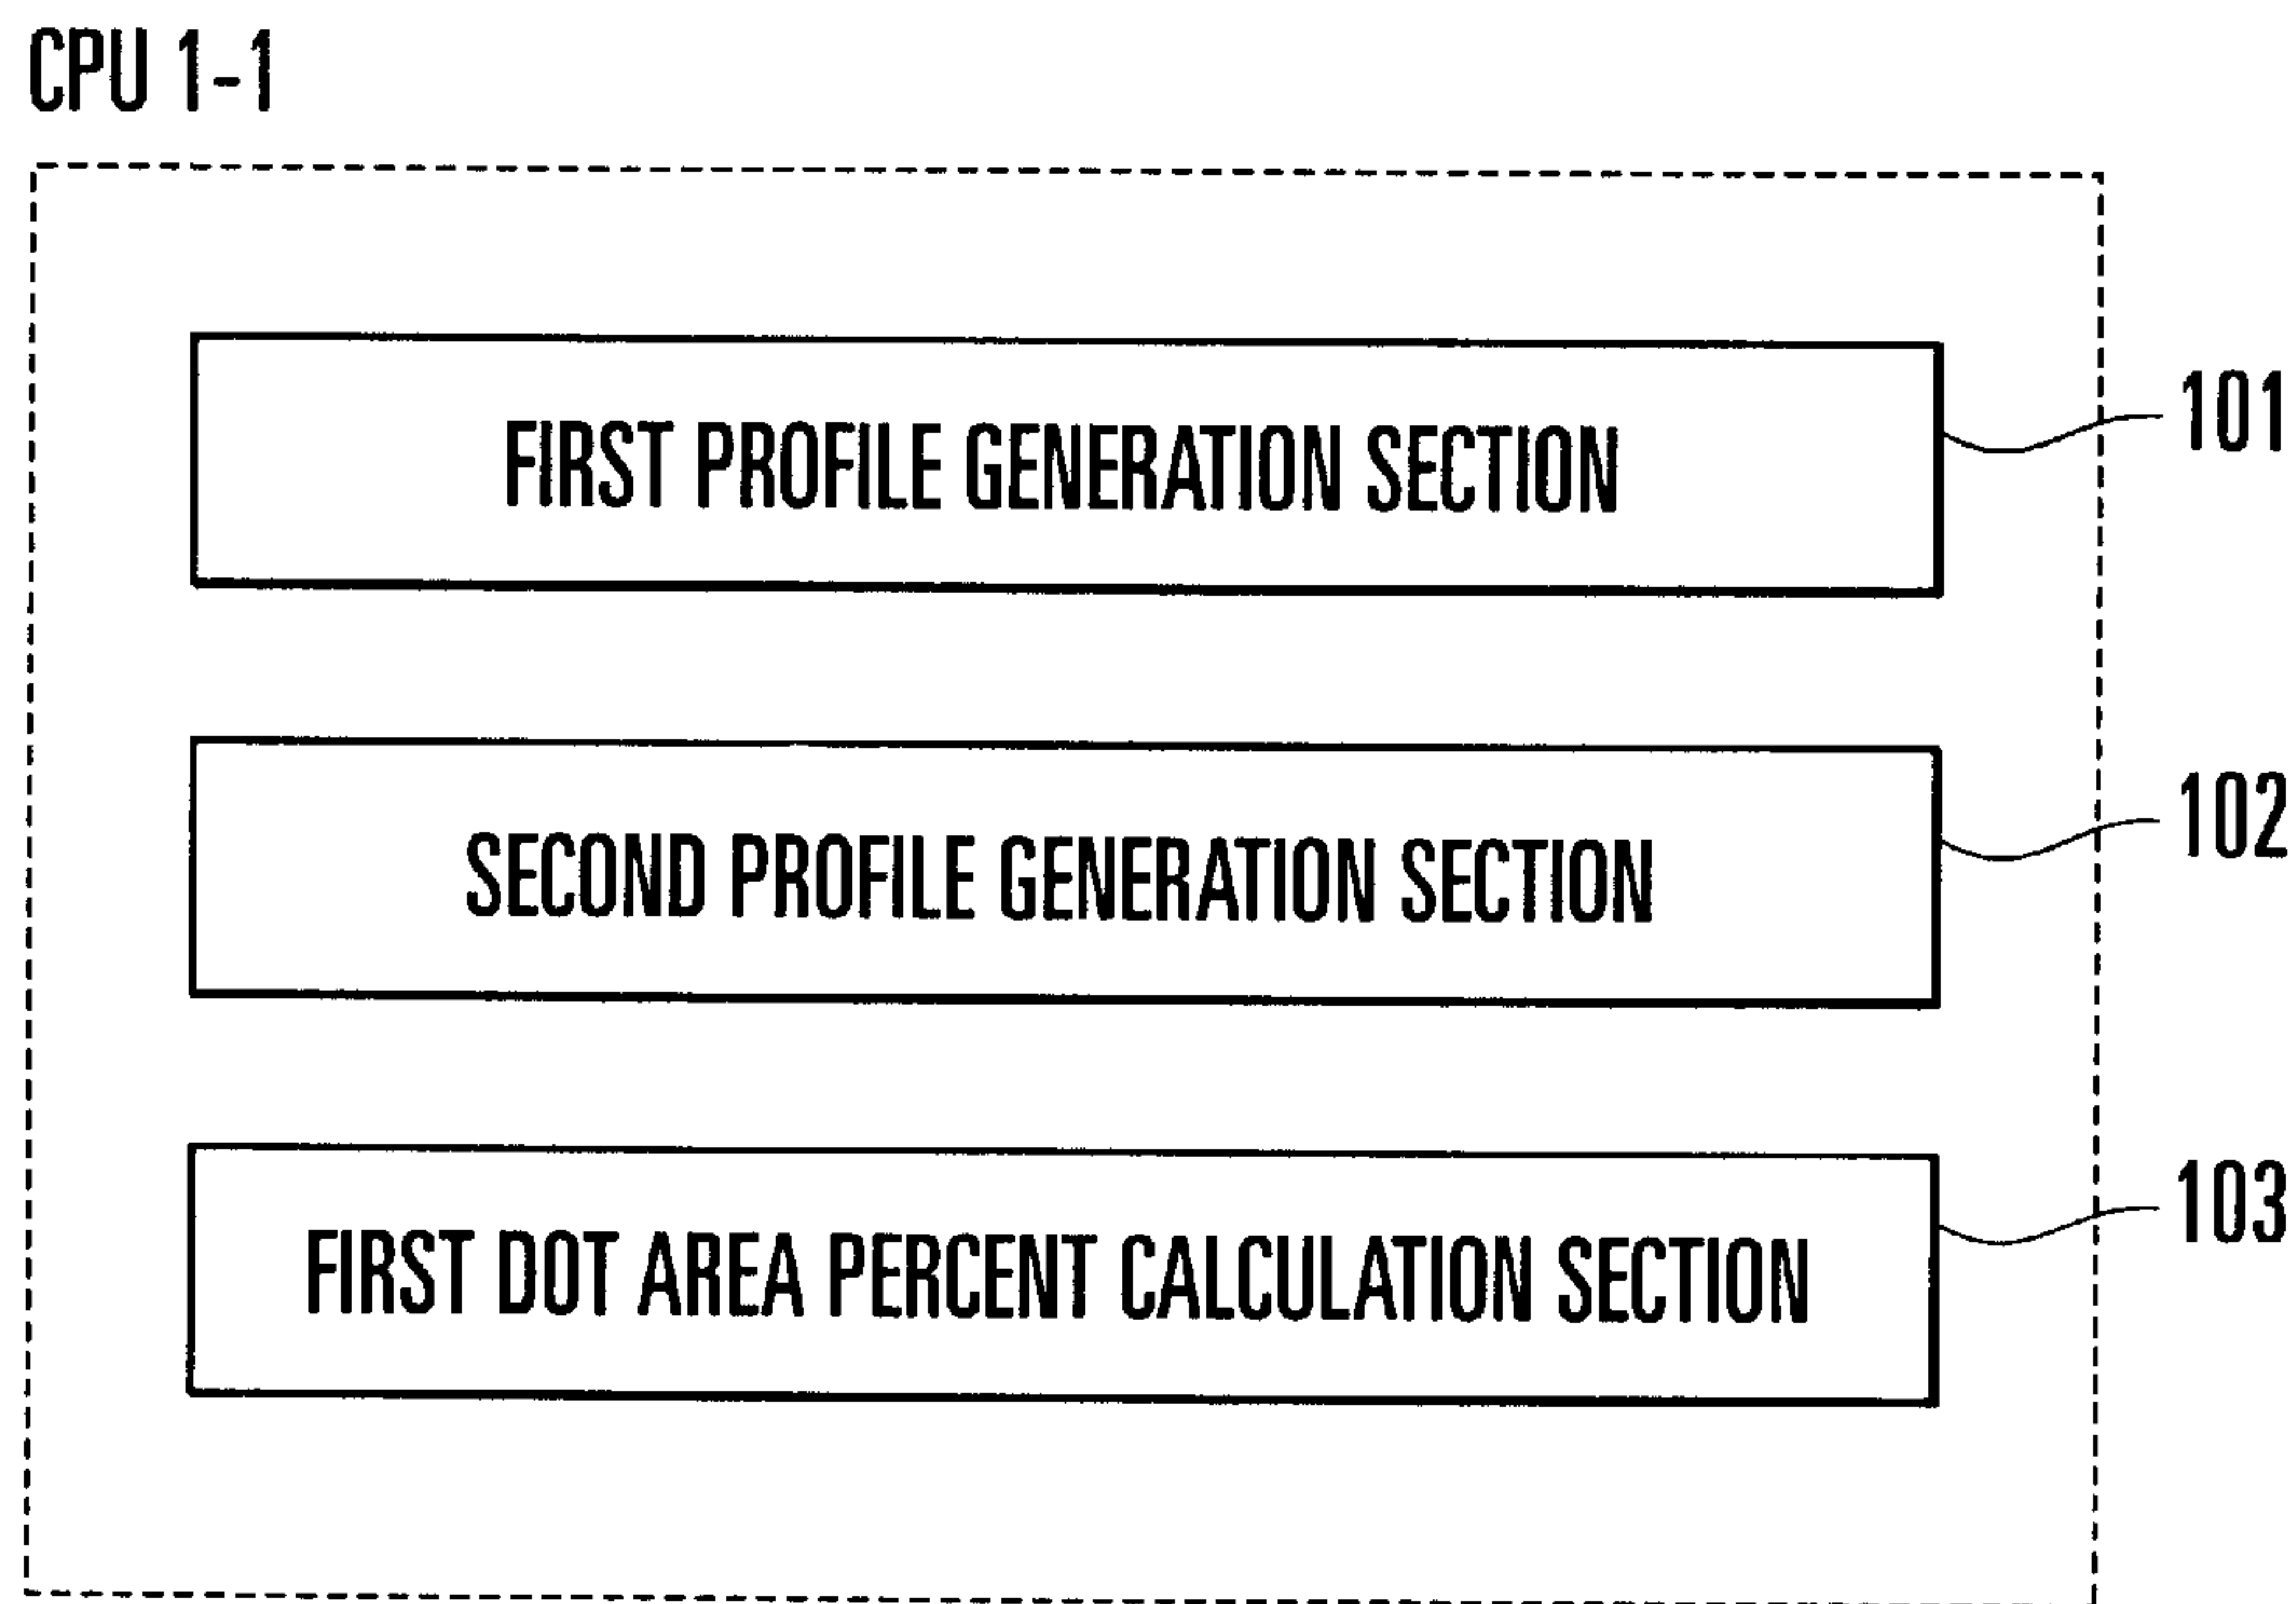 CPU 1-1
FIRST PROFILE GENERATION SECTION
101
SECOND PROFILE GENERATION SECTION
102
FIRST DOT AREA PERCENT CALCULATION SECTION
103